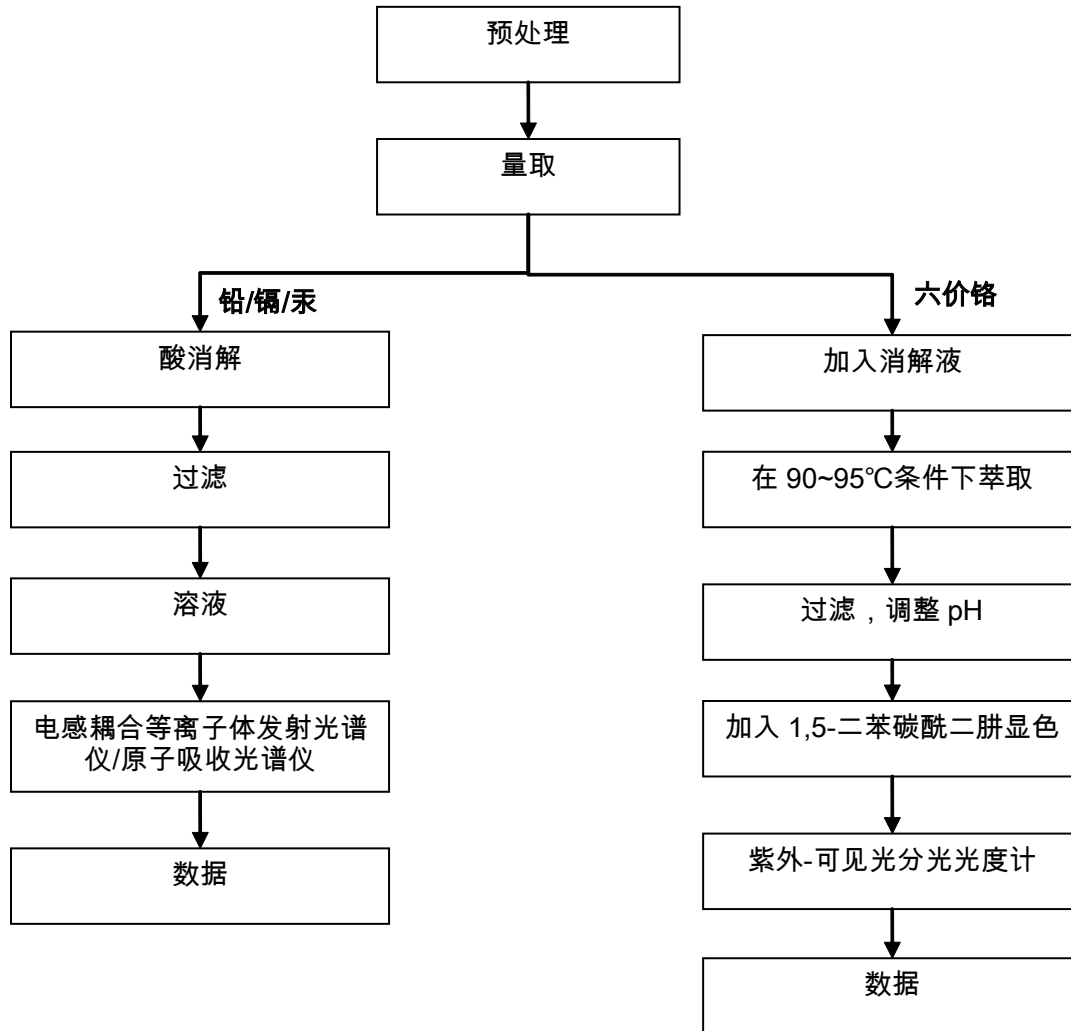 预处理
量取
铅/镉/汞
六价铬
酸消解
过滤
溶液
电感耦合等离子体发射光谱
仪/原子吸收光谱仪
数据
加入消解液
在 90~95℃条件下萃取
过滤，调整 pH
加入 1,5-二苯碳酰二肼显色
紫外-可见光分光光度计
数据